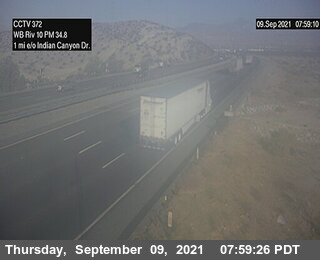 CCTV 372
WB Riv 10 PM 34.8
1 mi e/o Indian Canyon Dr.
09.Sep 2021 07:59:10
Thursday, September 09, 2021 07:59:26 PDT